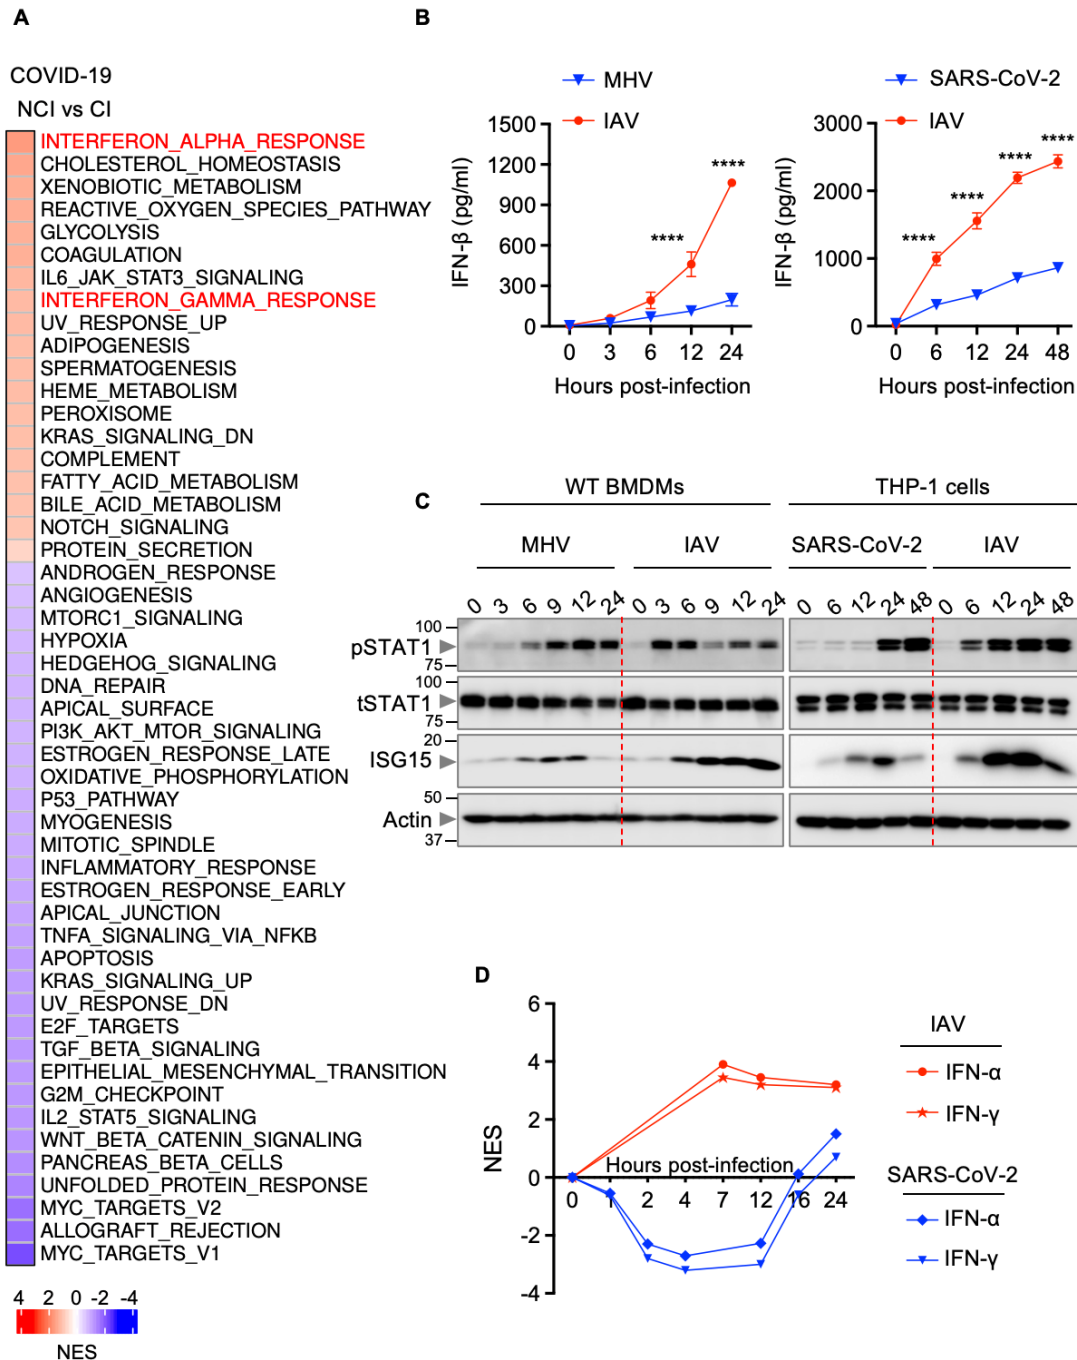 A
COVID-19
NCI vs CI
INTERFERON_ALPHA_RESPONSE
CHOLESTEROL_HOMEOSTASIS
XENOBIOTIC_METABOLISM
REACTIVE_OXYGEN_SPECIES_PATHWAY
GLYCOLYSIS
COAGULATION
IL6_JAK_STAT3_SIGNALING
INTERFERON_GAMMA_RESPONSE
UV_RESPONSE_UP
ADIPOGENESIS
SPERMATOGENESIS
HEME_METABOLISM
PEROXISOME
KRAS_SIGNALING_DN
COMPLEMENT
FATTY_ACID_METABOLISM
BILE_ACID_METABOLISM
NOTCH_SIGNALING
PROTEIN_SECRETION
ANDROGEN_RESPONSE
ANGIOGENESIS
MTORC1_SIGNALING
HYPOXIA
HEDGEHOG_SIGNALING
DNA_REPAIR
APICAL_SURFACE
PI3K_AKT_MTOR_SIGNALING
ESTROGEN_RESPONSE_LATE
OXIDATIVE_PHOSPHORYLATION
P53_PATHWAY
MYOGENESIS
MITOTIC_SPINDLE
INFLAMMATORY_RESPONSE
ESTROGEN_RESPONSE_EARLY
APICAL_JUNCTION
TNFA_SIGNALING_VIA_NFKB
APOPTOSIS
KRAS_SIGNALING_UP
UV_RESPONSE_DN
E2F_TARGETS
TGF_BETA_SIGNALING
EPITHELIAL_MESENCHYMAL_TRANSITION
G2M_CHECKPOINT
IL2_STAT5_SIGNALING
WNT_BETA_CATENIN_SIGNALING
PANCREAS_BETA_CELLS
UNFOLDED_PROTEIN_RESPONSE
MYC_TARGETS_V2
ALLOGRAFT_REJECTION
MYC_TARGETS_V1
4 2 0 -2 -4
NES
B
MHV
IAV
IFN-β (pg/ml)
1500
1200
900
600
300
0
**** ****
0 3 6 12 24
Hours post-infection
SARS-CoV-2
IAV
IFN-β (pg/ml)
3000
2000
1000
0
**** **** **** ****
0 6 12 24 48
Hours post-infection
C
WT BMDMs THP-1 cells
MHV IAV SARS-CoV-2 IAV
0 3 6 9 12 24 0 3 6 9 12 24 0 6 12 24 48 0 6 12 24 48
100
pSTAT1
75
100
tSTAT1
75
20
ISG15
50
Actin
37
D
NES
6
4
2
0
-2
-4
Hours post-infection
0 1 2 4 7 12 16 24
IAV
IFN-α
IFN-γ
SARS-CoV-2
IFN-α
IFN-γ